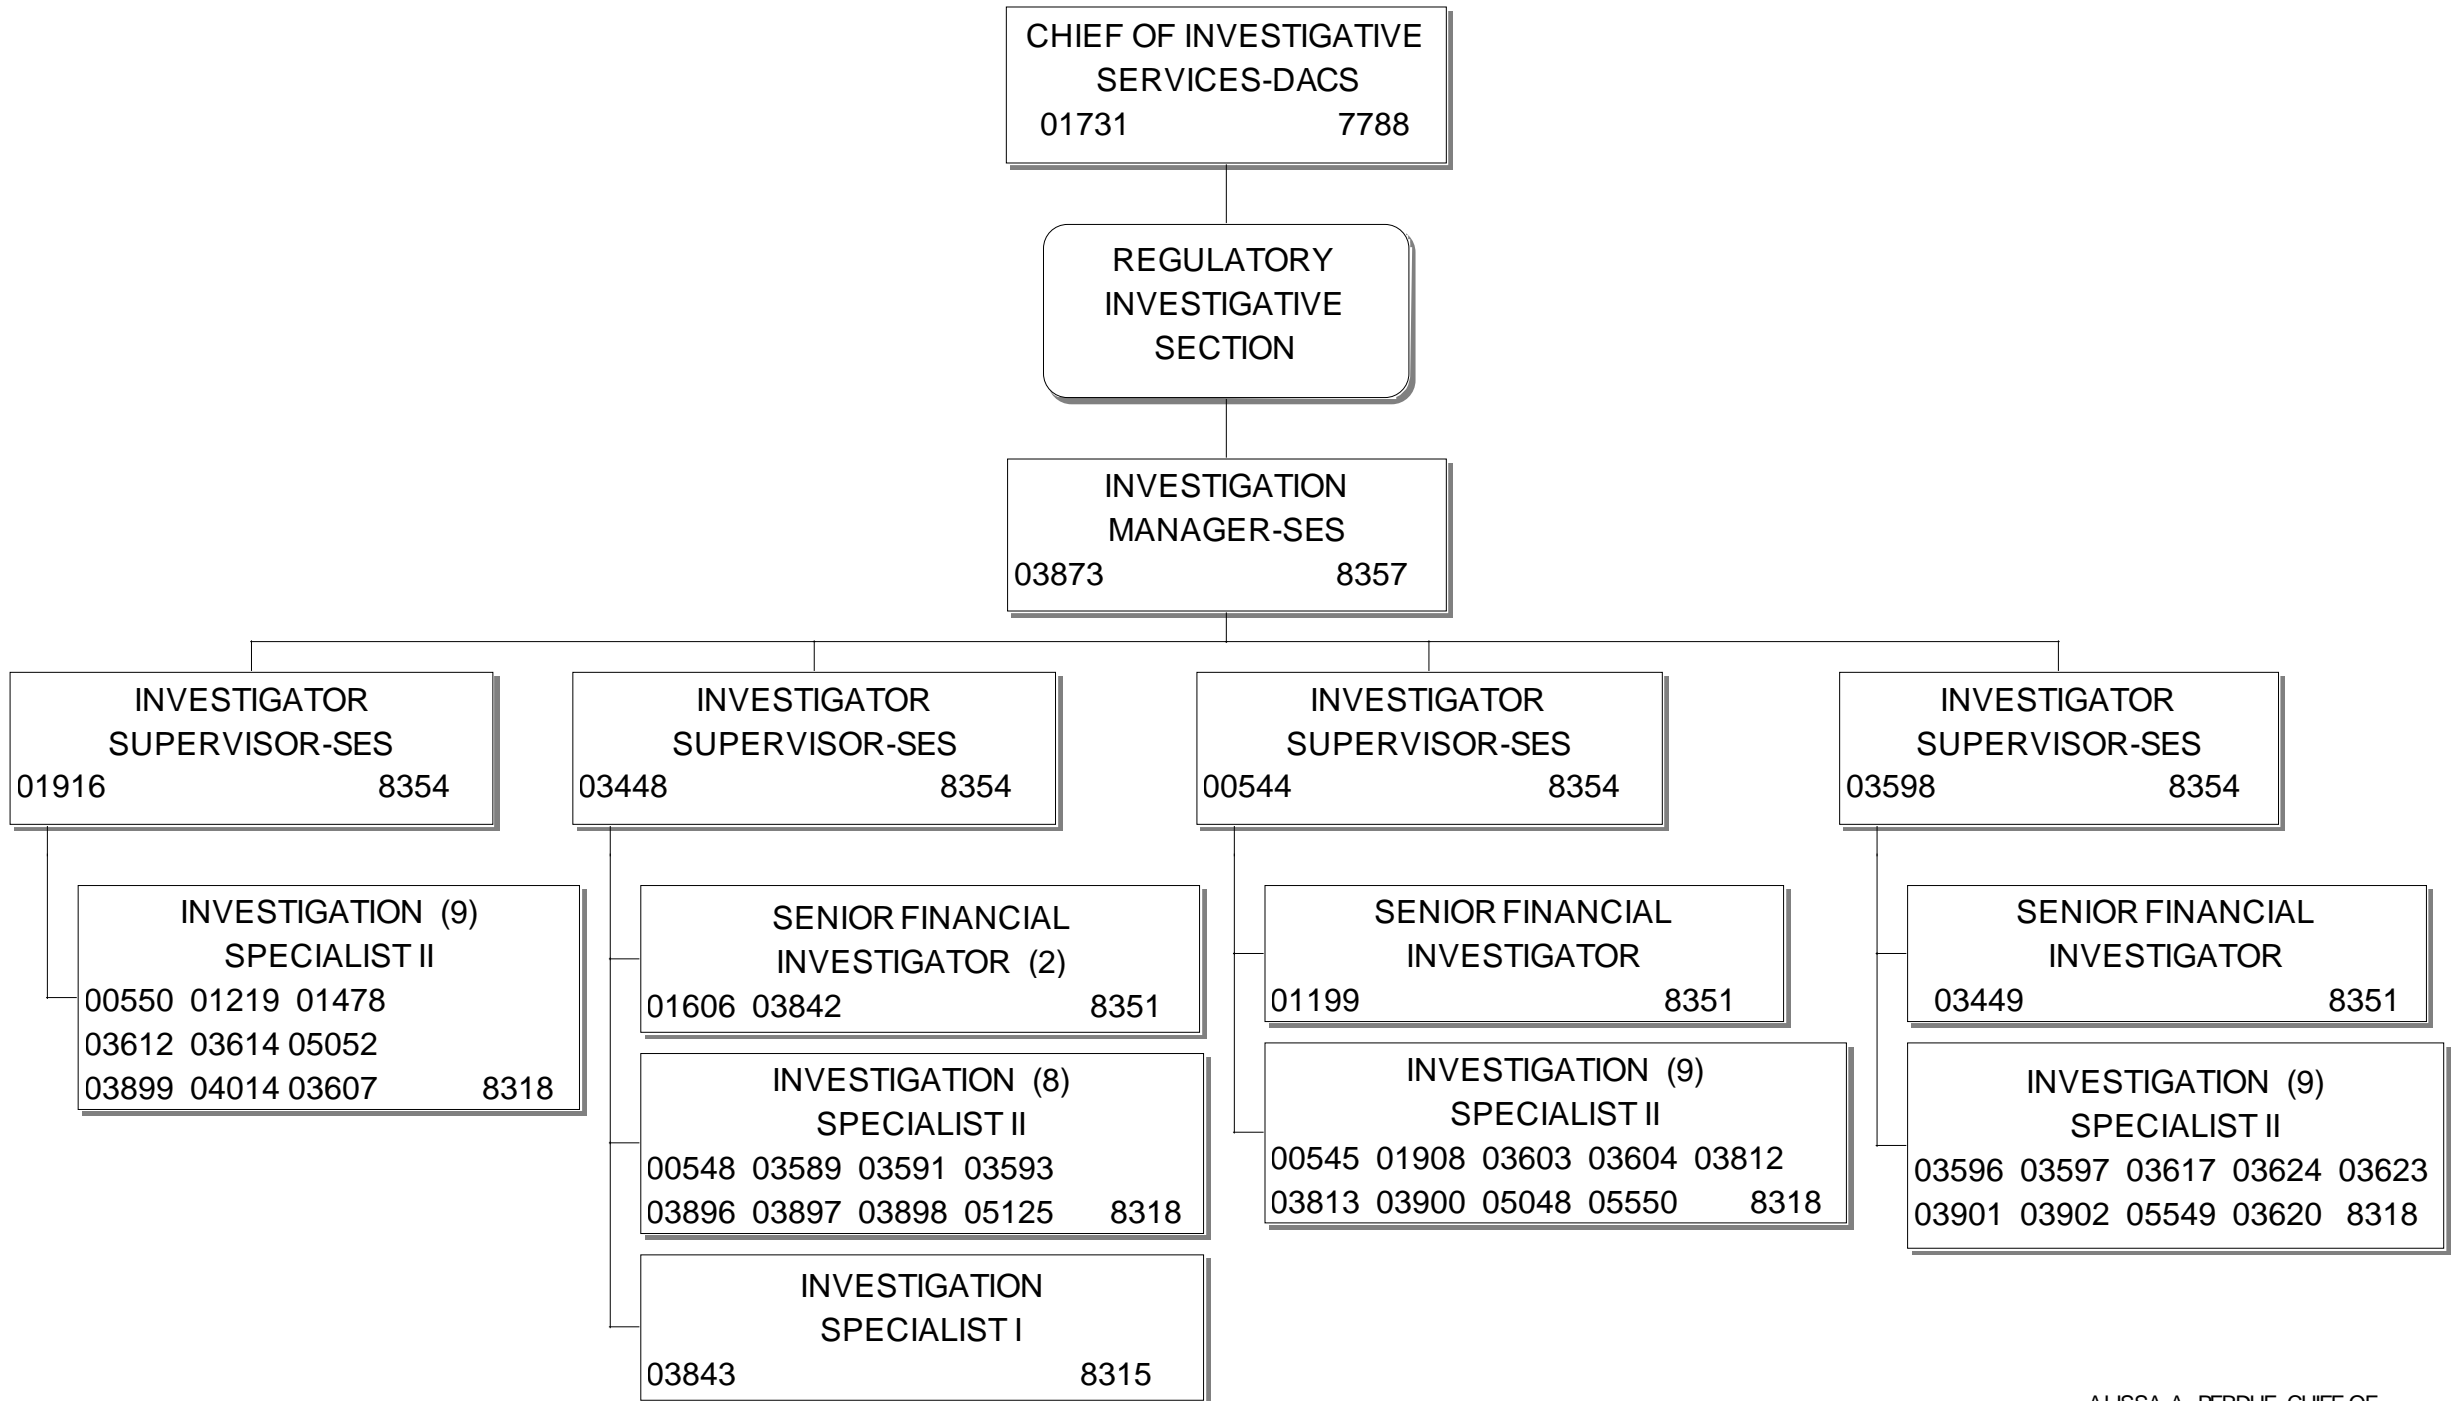 CHIEF OF INVESTIGATIVE
SERVICES-DACS
01731 7788
REGULATORY
INVESTIGATIVE
SECTION
INVESTIGATION
MANAGER-SES
03873 8357
INVESTIGATOR
SUPERVISOR-SES
01916 8354
INVESTIGATION (9)
SPECIALIST II
00550 01219 01478
03612 03614 05052
03899 04014 03607 8318
INVESTIGATOR
SUPERVISOR-SES
03448 8354
SENIOR FINANCIAL
INVESTIGATOR (2)
01606 03842 8351
INVESTIGATION (8)
SPECIALIST II
00548 03589 03591 03593
03896 03897 03898 05125 8318
INVESTIGATION
SPECIALIST I
03843 8315
INVESTIGATOR
SUPERVISOR-SES
00544 8354
SENIOR FINANCIAL
INVESTIGATOR
01199 8351
INVESTIGATION (9)
SPECIALIST II
00545 01908 03603 03604 03812
03813 03900 05048 05550 8318
INVESTIGATOR
SUPERVISOR-SES
03598 8354
SENIOR FINANCIAL
INVESTIGATOR
03449 8351
INVESTIGATION (9)
SPECIALIST II
03596 03597 03617 03624 03623
03901 03902 05549 03620 8318